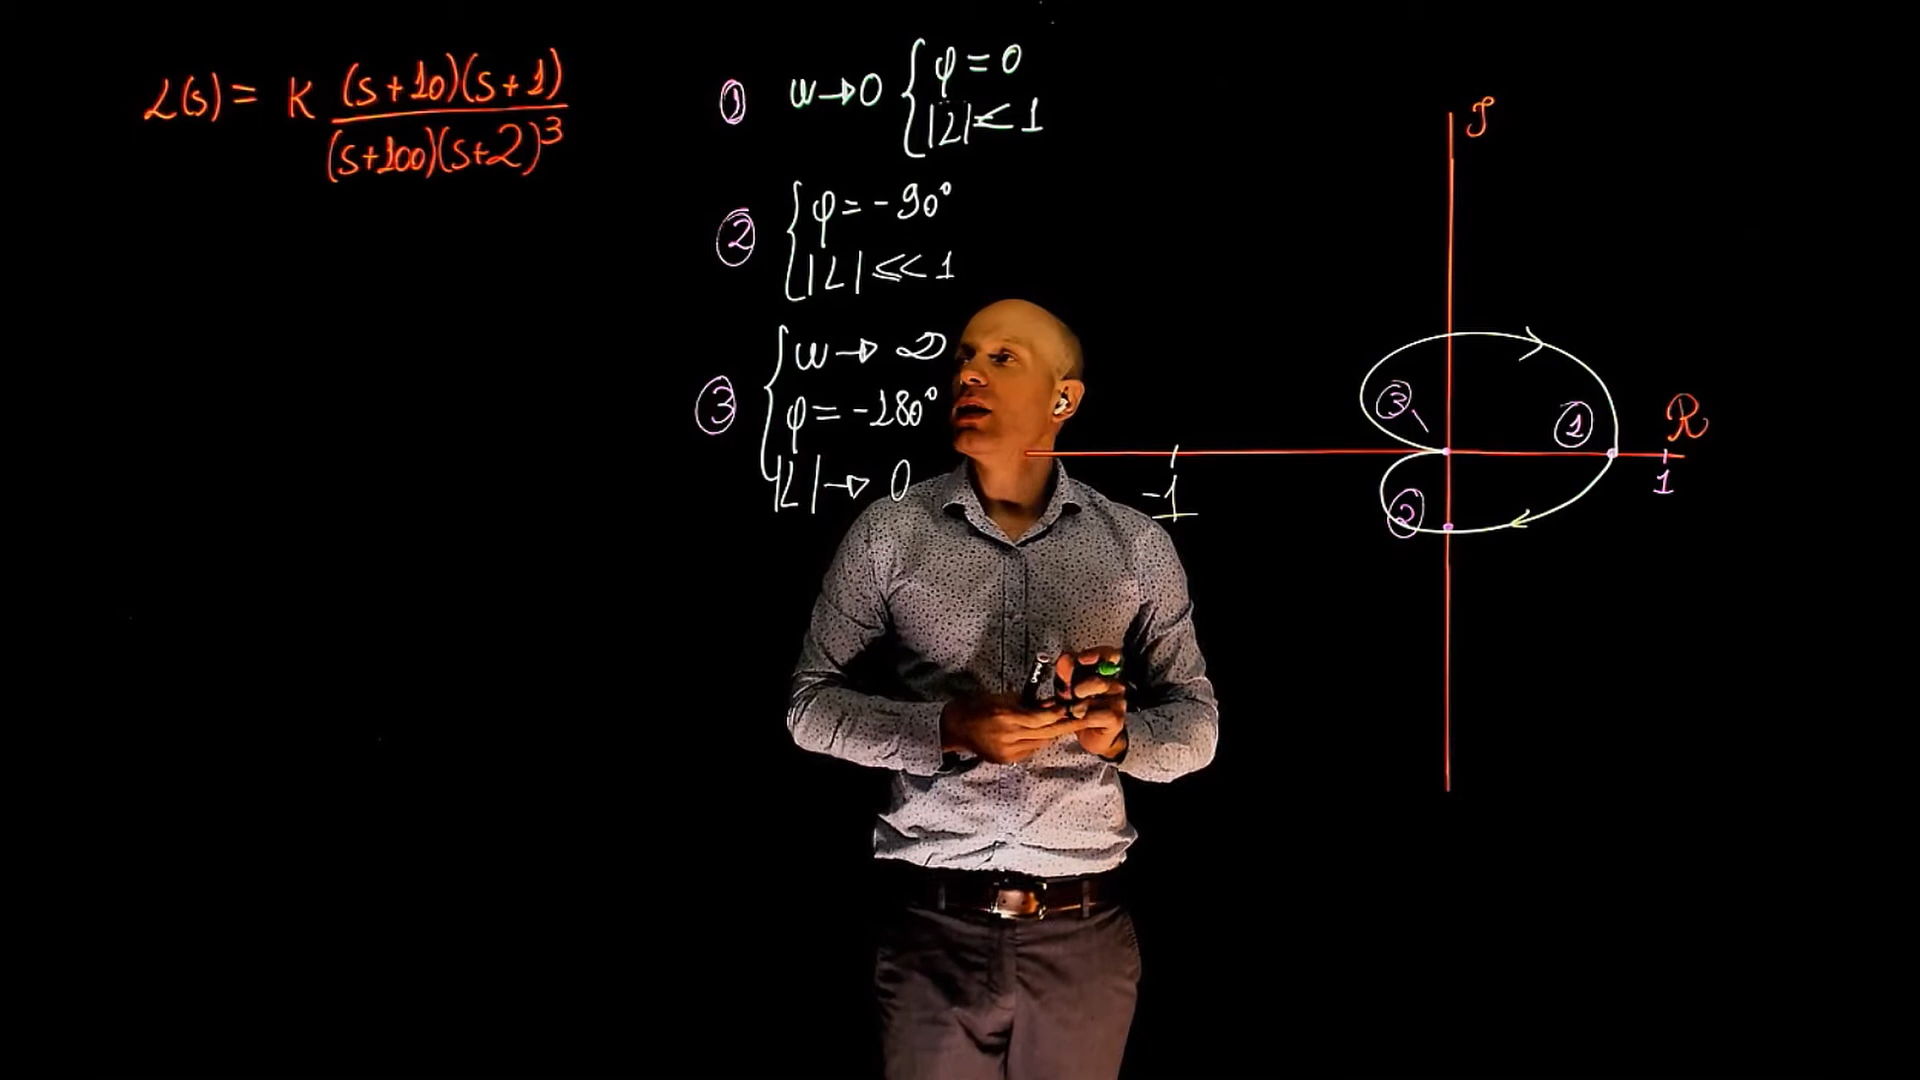 L(s) = K (s+10)(s+1) / (s+100)(s+2)³
① w→0 { φ = 0
|L| < 1
② { φ = -90°
|L| << 1
③ { w → ∞
φ = -180°
|L| → 0
ℑ
ℛ
③
①
②
-1
1